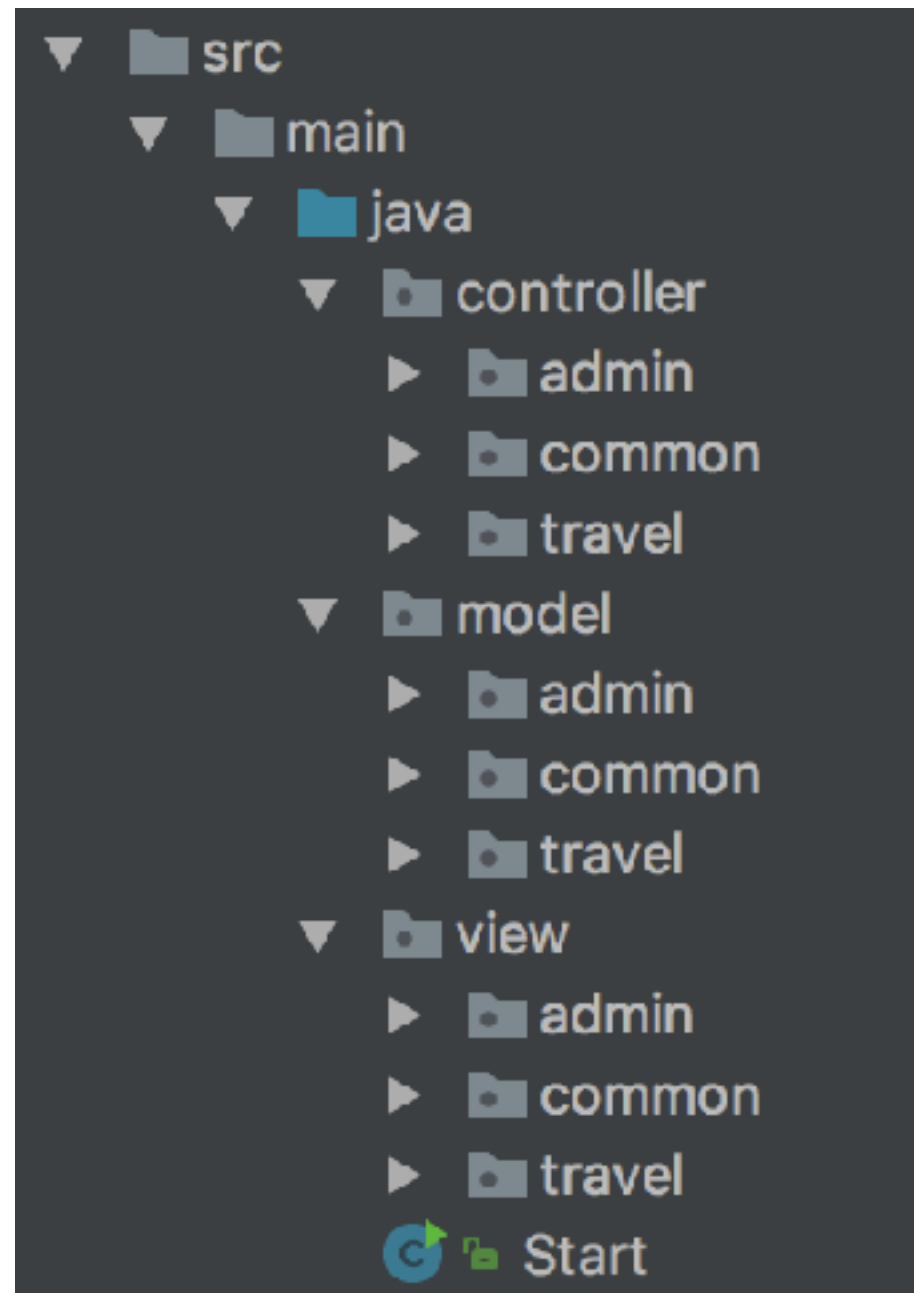 src
main
java
controller
admin
common
travel
model
admin
common
travel
view
admin
common
travel
C Start